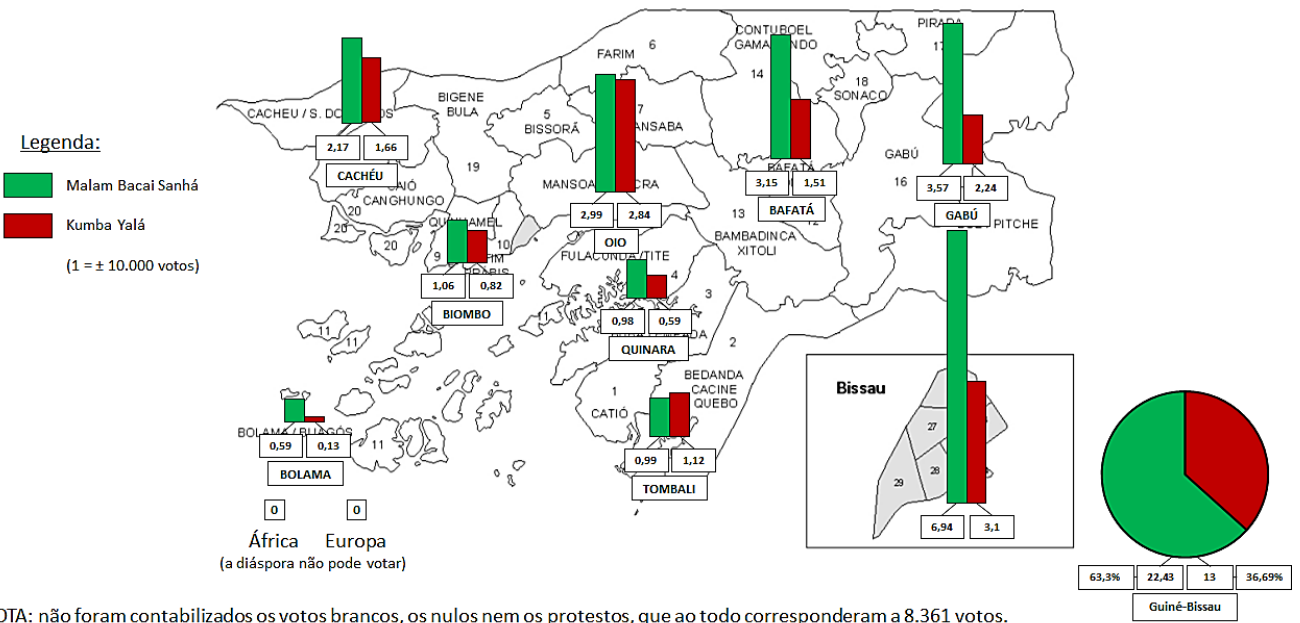 Legenda:
Malam Bacai Sanhá
Kumba Yalá
(1 = ± 10.000 votos)
FARIM
6
CONTUBOEL
14
PIRADA
18
SONACO
BIGENE
BULA
5
BISSORÁ
7
CACHEU / S. DO
2,17
1,66
CACHÉU
19
MANSOA
CANGHUNGO
20
20
20
2,99
2,84
OIO
3,15
1,51
BAFATÁ
BAFATÁ
13
12
BAMBADINCA
XITOLI
GABÚ
16
3,57
2,24
GABÚ
PITCHE
9
10
1,06
0,82
BIOMBO
FULACUNDA /TITE
4
3
0,98
0,59
QUINARA
2
11
11
11
11
1
CATIÓ
BEDANDA
CACINE
QUEBO
0,99
1,12
TOMBALI
BOLAMA / BIJAGÓS
0,59
0,13
BOLAMA
0
0
África
Europa
(a diáspora não pode votar)
Bissau
27
28
29
6,94
3,1
63,3%
22,43
13
36,69%
Guiné-Bissau
OTA: não foram contabilizados os votos brancos, os nulos nem os protestos, que ao todo corresponderam a 8.361 votos.